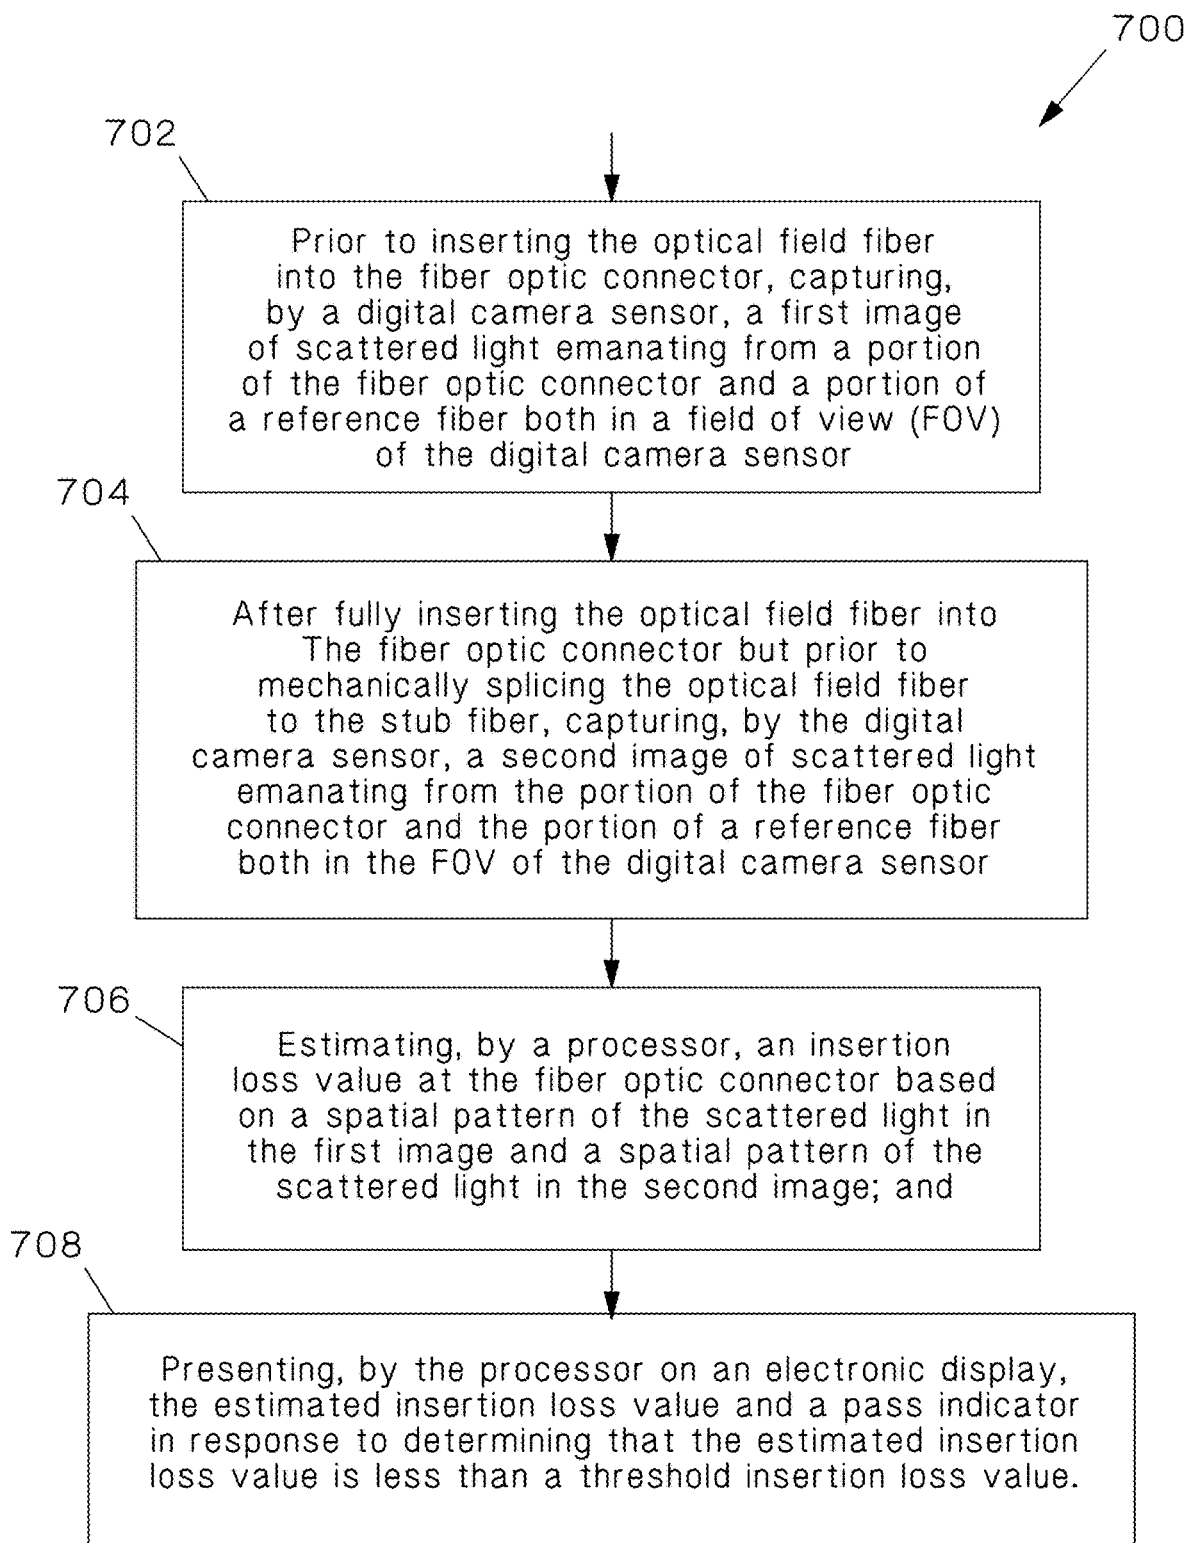 700
702
Prior to inserting the optical field fiber
into the fiber optic connector, capturing,
by a digital camera sensor, a first image
of scattered light emanating from a portion
of the fiber optic connector and a portion of
a reference fiber both in a field of view (FOV)
of the digital camera sensor
704
After fully inserting the optical field fiber into
The fiber optic connector but prior to
mechanically splicing the optical field fiber
to the stub fiber, capturing, by the digital
camera sensor, a second image of scattered light
emanating from the portion of the fiber optic
connector and the portion of a reference fiber
both in the FOV of the digital camera sensor
706
Estimating, by a processor, an insertion
loss value at the fiber optic connector based
on a spatial pattern of the scattered light in
the first image and a spatial pattern of the
scattered light in the second image; and
708
Presenting, by the processor on an electronic display,
the estimated insertion loss value and a pass indicator
in response to determining that the estimated insertion
loss value is less than a threshold insertion loss value.